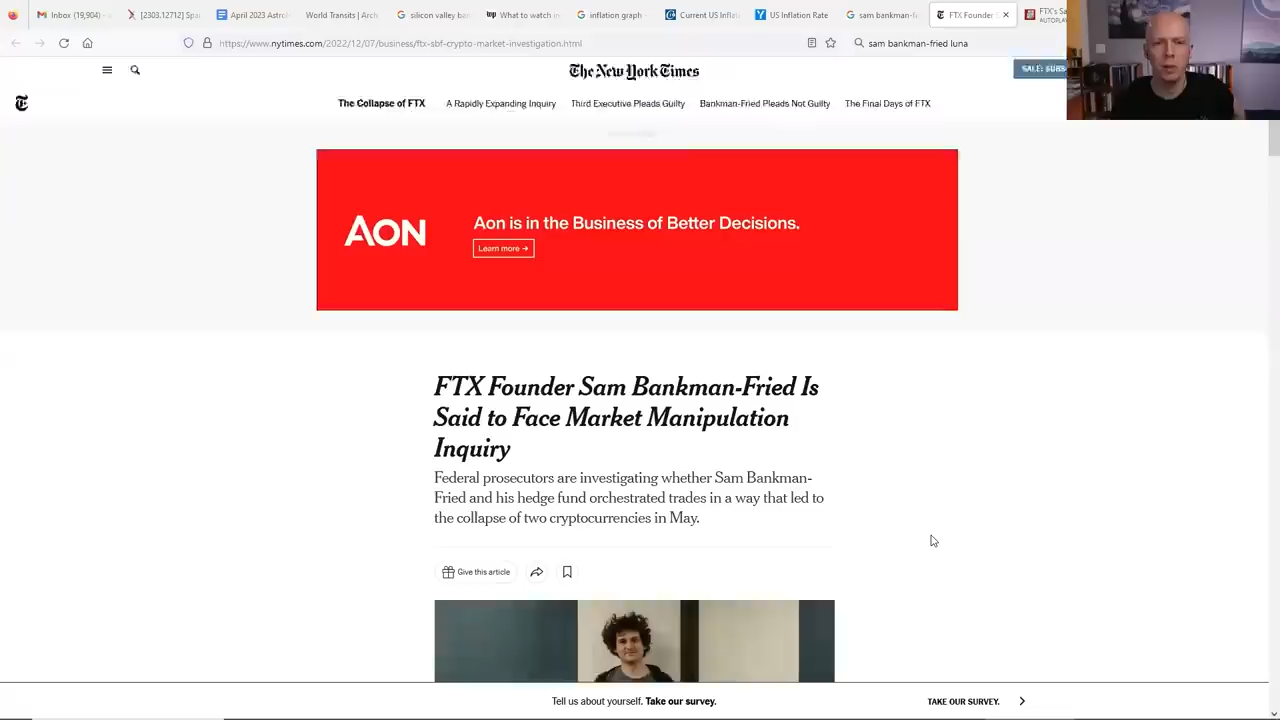 Inbox (19,904)
[2303.12712] Spa
April 2023 Astro
World Transits | Arch
silicon valley ban
What to watch in
inflation graph
Current US Inflat
US Inflation Rate
sam bankman-f
FTX Founder S
FTX's Sa
AUTOPLAY
https://www.nytimes.com/2022/12/07/business/ftx-sbf-crypto-market-investigation.html
sam bankman-fried luna
The New York Times
SALE: SUBS
The Collapse of FTX
A Rapidly Expanding Inquiry
Third Executive Pleads Guilty
Bankman-Fried Pleads Not Guilty
The Final Days of FTX
AON
Aon is in the Business of Better Decisions.
Learn more →
FTX Founder Sam Bankman-Fried Is
Said to Face Market Manipulation
Inquiry
Federal prosecutors are investigating whether Sam Bankman-
Fried and his hedge fund orchestrated trades in a way that led to
the collapse of two cryptocurrencies in May.
Give this article
Tell us about yourself. Take our survey.
TAKE OUR SURVEY.